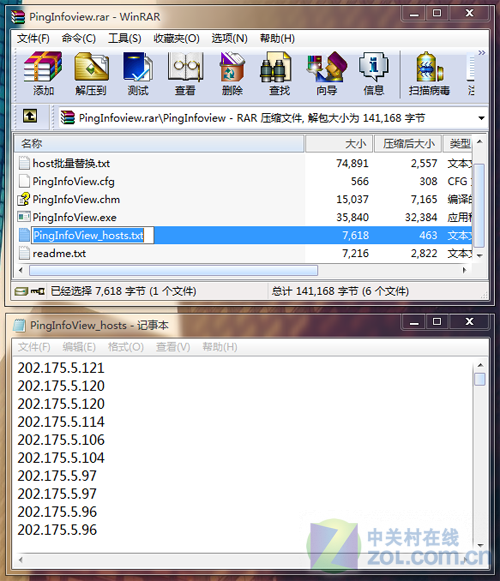 PingInfoview.rar - WinRAR
文件(F) 命令(C) 工具(S) 收藏夹(O) 选项(N) 帮助(H)
添加 解压到 测试 查看 删除 查找 向导 信息 扫描病毒
PingInfoview.rar\PingInfoview - RAR 压缩文件, 解包大小为 141,168 字节
名称 大小 压缩后大小 类型
host批量替换.txt 74,891 2,557 文本文
PingInfoView.cfg 566 308 CFG
PingInfoView.chm 15,037 7,165 编译的
PingInfoView.exe 35,840 32,384 应用程
PingInfoView_hosts.txt 7,618 463 文本文
readme.txt 7,216 2,822 文本文
已经选择 7,618 字节 (1 个文件) 总计 141,168 字节 (6 个文件)
PingInfoView_hosts - 记事本
文件(F) 编辑(E) 格式(O) 查看(V) 帮助(H)
202.175.5.121
202.175.5.120
202.175.5.120
202.175.5.114
202.175.5.106
202.175.5.104
202.175.5.97
202.175.5.97
202.175.5.96
202.175.5.96
中关村在线
zol.com.cn